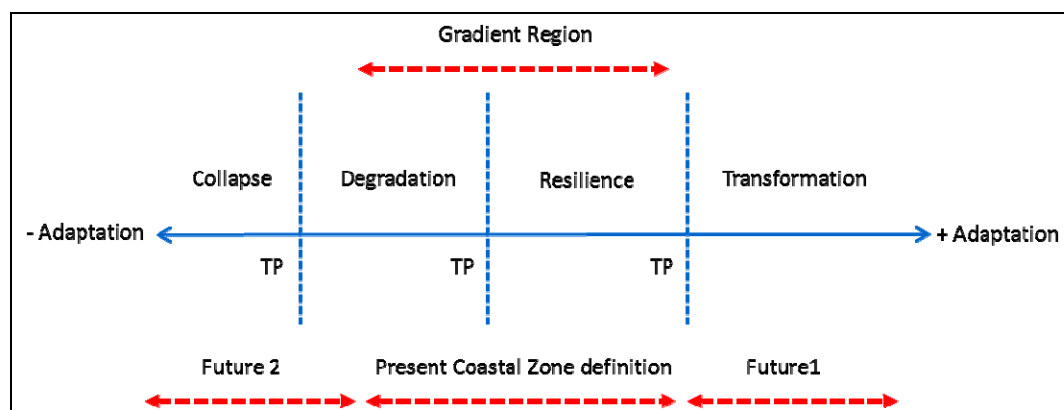 Gradient Region
Collapse Degradation Resilience Transformation
- Adaptation + Adaptation
TP TP TP
Future 2 Present Coastal Zone definition Future1